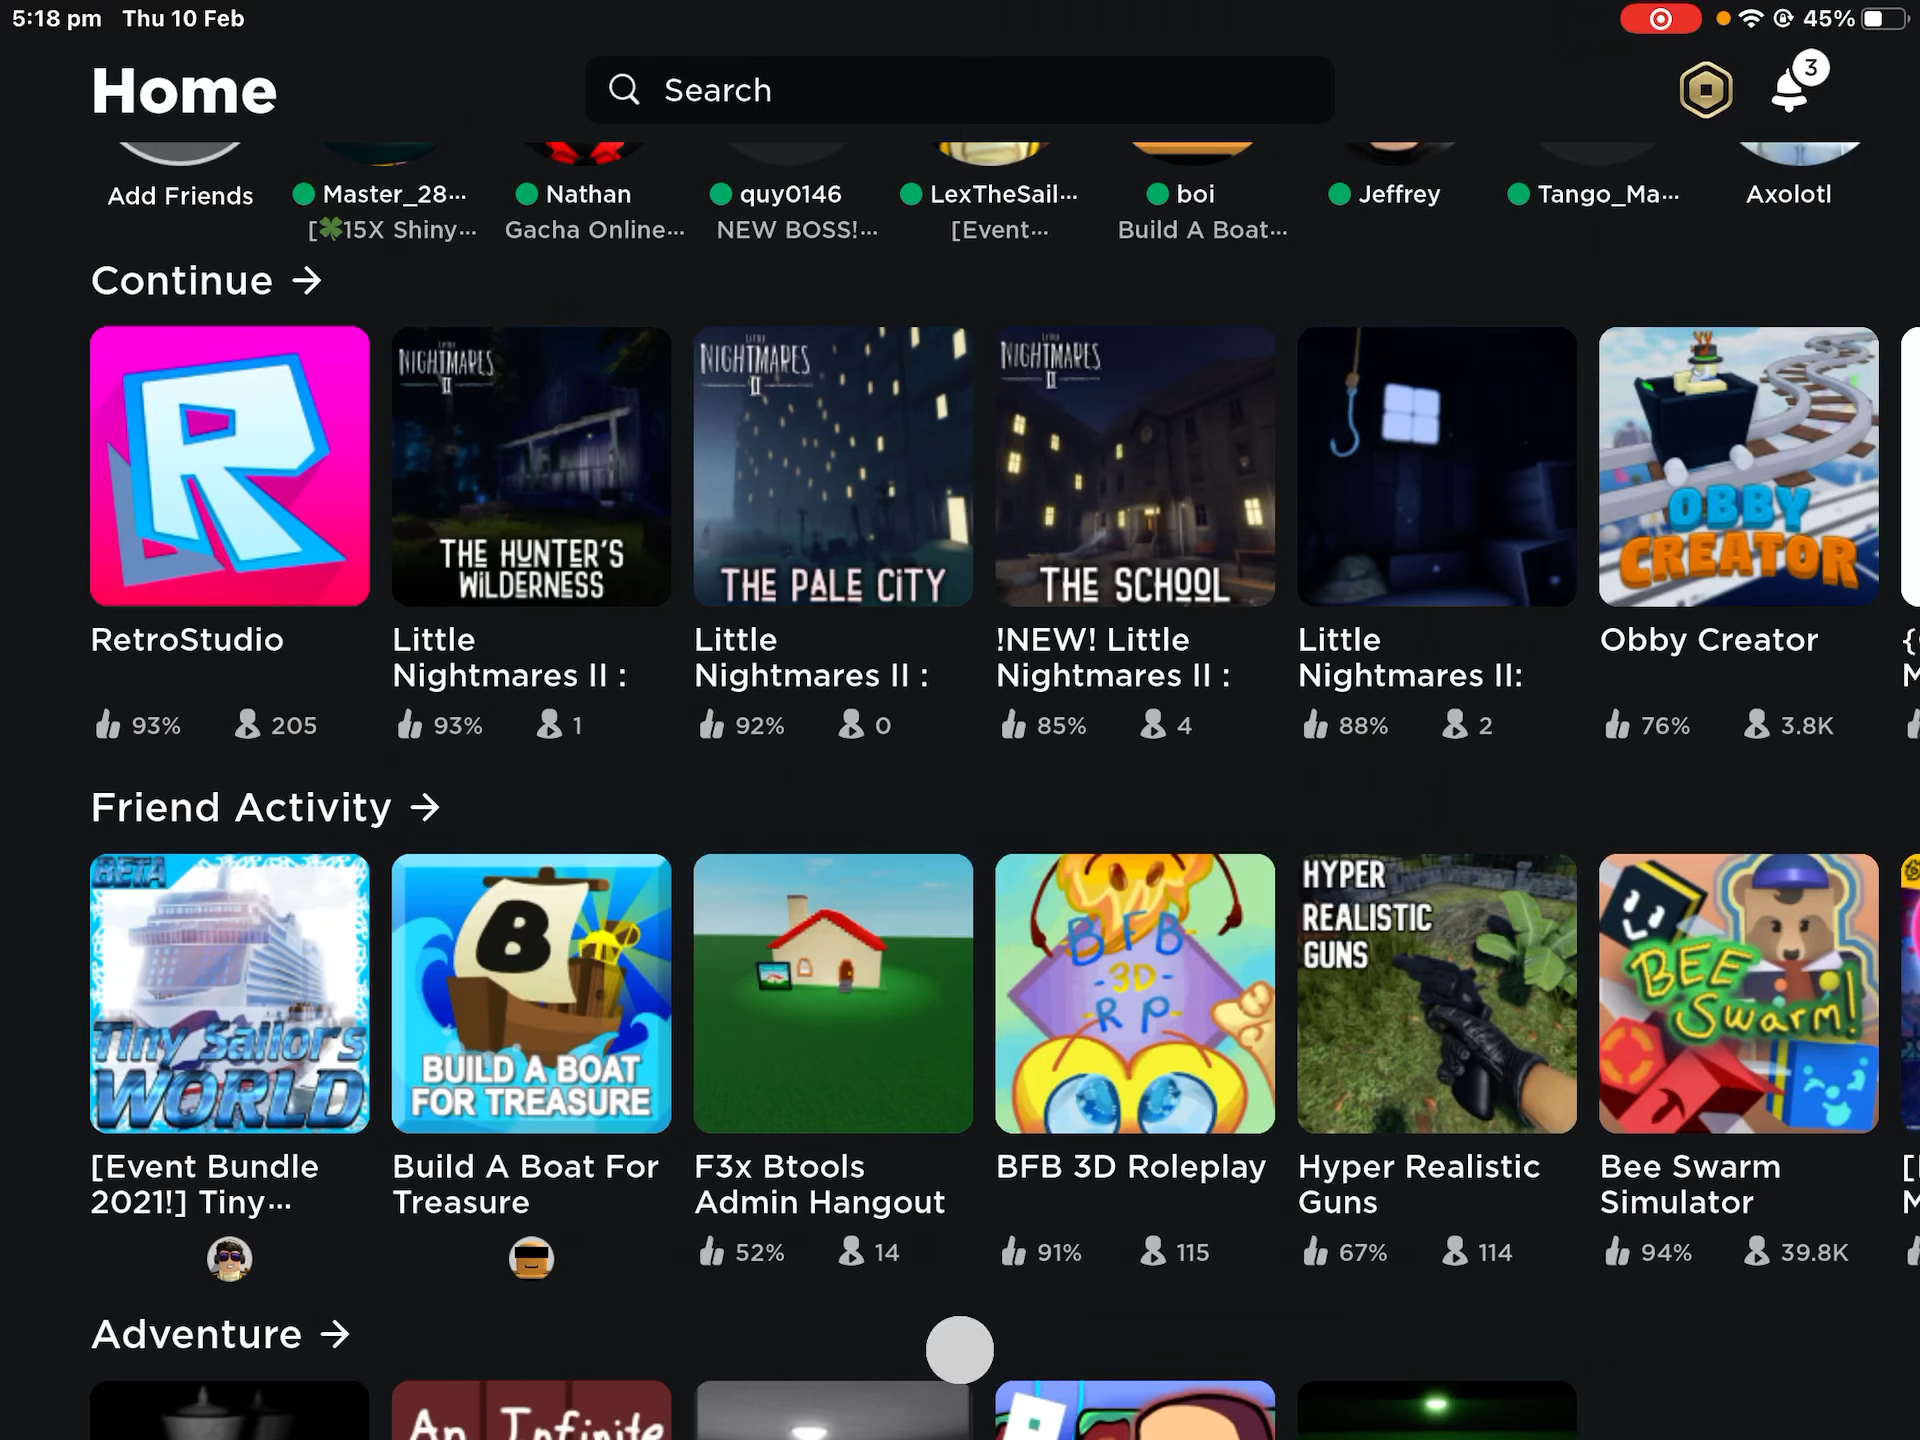 5:18 pm Thu 10 Feb
45%
Home
Search
3
Add Friends
Master_28...
Nathan
quy0146
LexTheSail...
boi
Jeffrey
Tango_Ma...
Axolotl
[🍀15X Shiny...
Gacha Online...
NEW BOSS!...
[Event...
Build A Boat...
Continue →
R
LITTLE
NIGHTMARES
II
THE HUNTER'S
WILDERNESS
LITTLE
NIGHTMARES
II
THE PALE CITY
LITTLE
NIGHTMARES
II
THE SCHOOL
OBBY
CREATOR
RetroStudio
93% 205
Little
Nightmares II :
93% 1
Little
Nightmares II :
92% 0
!NEW! Little
Nightmares II :
85% 4
Little
Nightmares II:
88% 2
Obby Creator
76% 3.8K
Friend Activity →
BETA
Tiny Sailor's
WORLD
B
BUILD A BOAT
FOR TREASURE
BFB
-3D-
RP
HYPER
REALISTIC
GUNS
BEE
Swarm!
[Event Bundle
2021!] Tiny...
Build A Boat For
Treasure
F3x Btools
Admin Hangout
52% 14
BFB 3D Roleplay
91% 115
Hyper Realistic
Guns
67% 114
Bee Swarm
Simulator
94% 39.8K
Adventure →
An Infinite